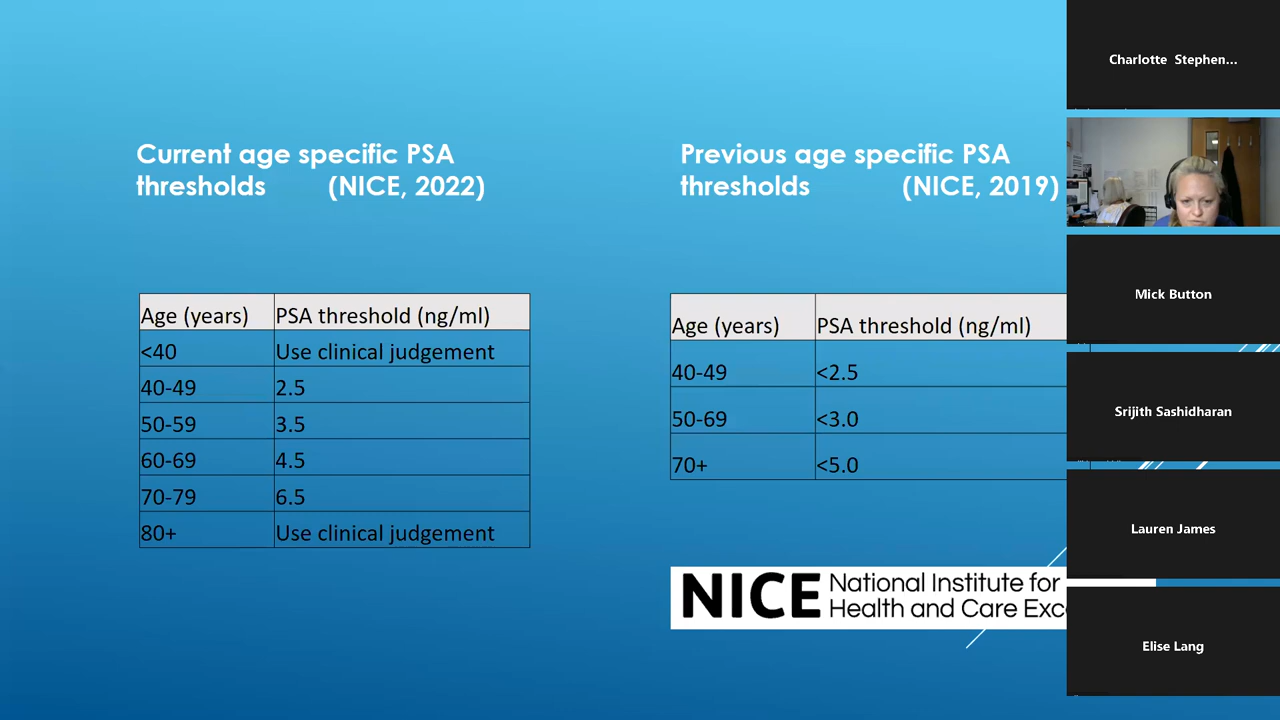 Current age specific PSA
thresholds (NICE, 2022)
Age (years) PSA threshold (ng/ml)
<40 Use clinical judgement
40-49 2.5
50-59 3.5
60-69 4.5
70-79 6.5
80+ Use clinical judgement
Previous age specific PSA
thresholds (NICE, 2019)
Age (years) PSA threshold (ng/ml)
40-49 <2.5
50-69 <3.0
70+ <5.0
NICE National Institute for
Health and Care Exc
Charlotte Stephen...
Mick Button
Srijith Sashidharan
Lauren James
Elise Lang